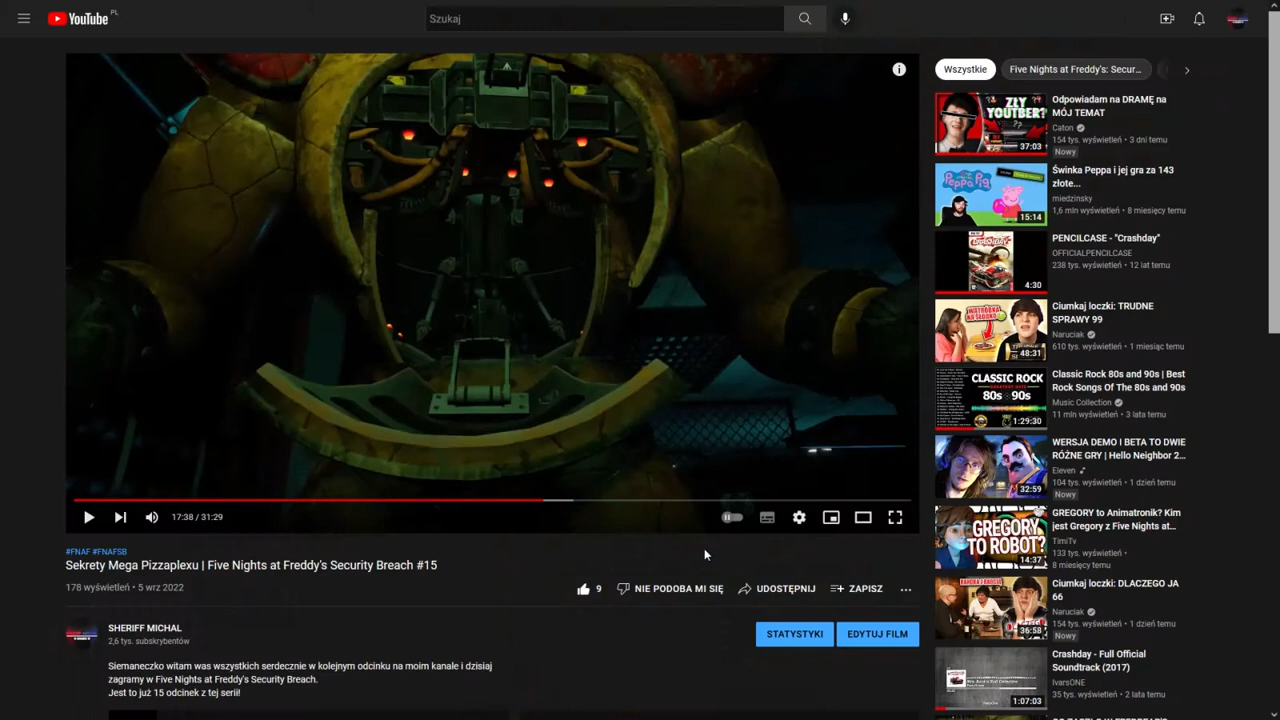 YouTube PL
Szukaj
17:38 / 31:29
#FNAF #FNAFSB
Sekrety Mega Pizzaplexu | Five Nights at Freddy's Security Breach #15
178 wyświetleń • 5 wrz 2022
9 NIE PODOBA MI SIĘ UDOSTĘPNIJ ZAPISZ
SHERIFF MICHAL
2,6 tys. subskrybentów
STATYSTYKI EDYTUJ FILM
Siemaneczko witam was wszystkich serdecznie w kolejnym odcinku na moim kanale i dzisiaj
zagramy w Five Nights at Freddy's Security Breach.
Jest to już 15 odcinek z tej serii!
Wszystkie Five Nights at Freddy's: Secur...
ZŁY
YOUTBER?
37:03
Odpowiadam na DRAMĘ na
MÓJ TEMAT
Caton
154 tys. wyświetleń • 3 dni temu
Nowy
PEPPA PIG
15:14
Świnka Peppa i jej gra za 143
złote...
miedzinsky
1,6 mln wyświetleń • 8 miesięcy temu
CRASHDAY
4:30
PENCILCASE - "Crashday"
OFFICIALPENCILCASE
238 tys. wyświetleń • 12 lat temu
WĄTRÓBKA
NA SŁODKO
48:31
Ciumkaj loczki: TRUDNE
SPRAWY 99
Naruciak
610 tys. wyświetleń • 1 miesiąc temu
CLASSIC ROCK
80s 90s
1:29:30
Classic Rock 80s and 90s | Best
Rock Songs Of The 80s and 90s
Music Collection
11 mln wyświetleń • 3 lata temu
32:59
WERSJA DEMO I BETA TO DWIE
RÓŻNE GRY | Hello Neighbor 2...
Eleven
104 tys. wyświetleń • 1 dzień temu
Nowy
GREGORY
TO ROBOT?
14:37
GREGORY to Animatronik? Kim
jest Gregory z Five Nights at...
TimiTv
133 tys. wyświetleń •
8 miesięcy temu
36:58
Ciumkaj loczki: DLACZEGO JA
66
Naruciak
154 tys. wyświetleń • 1 dzień temu
Nowy
1:07:03
Crashday - Full Official
Soundtrack (2017)
IvarsONE
35 tys. wyświetleń • 2 lata temu